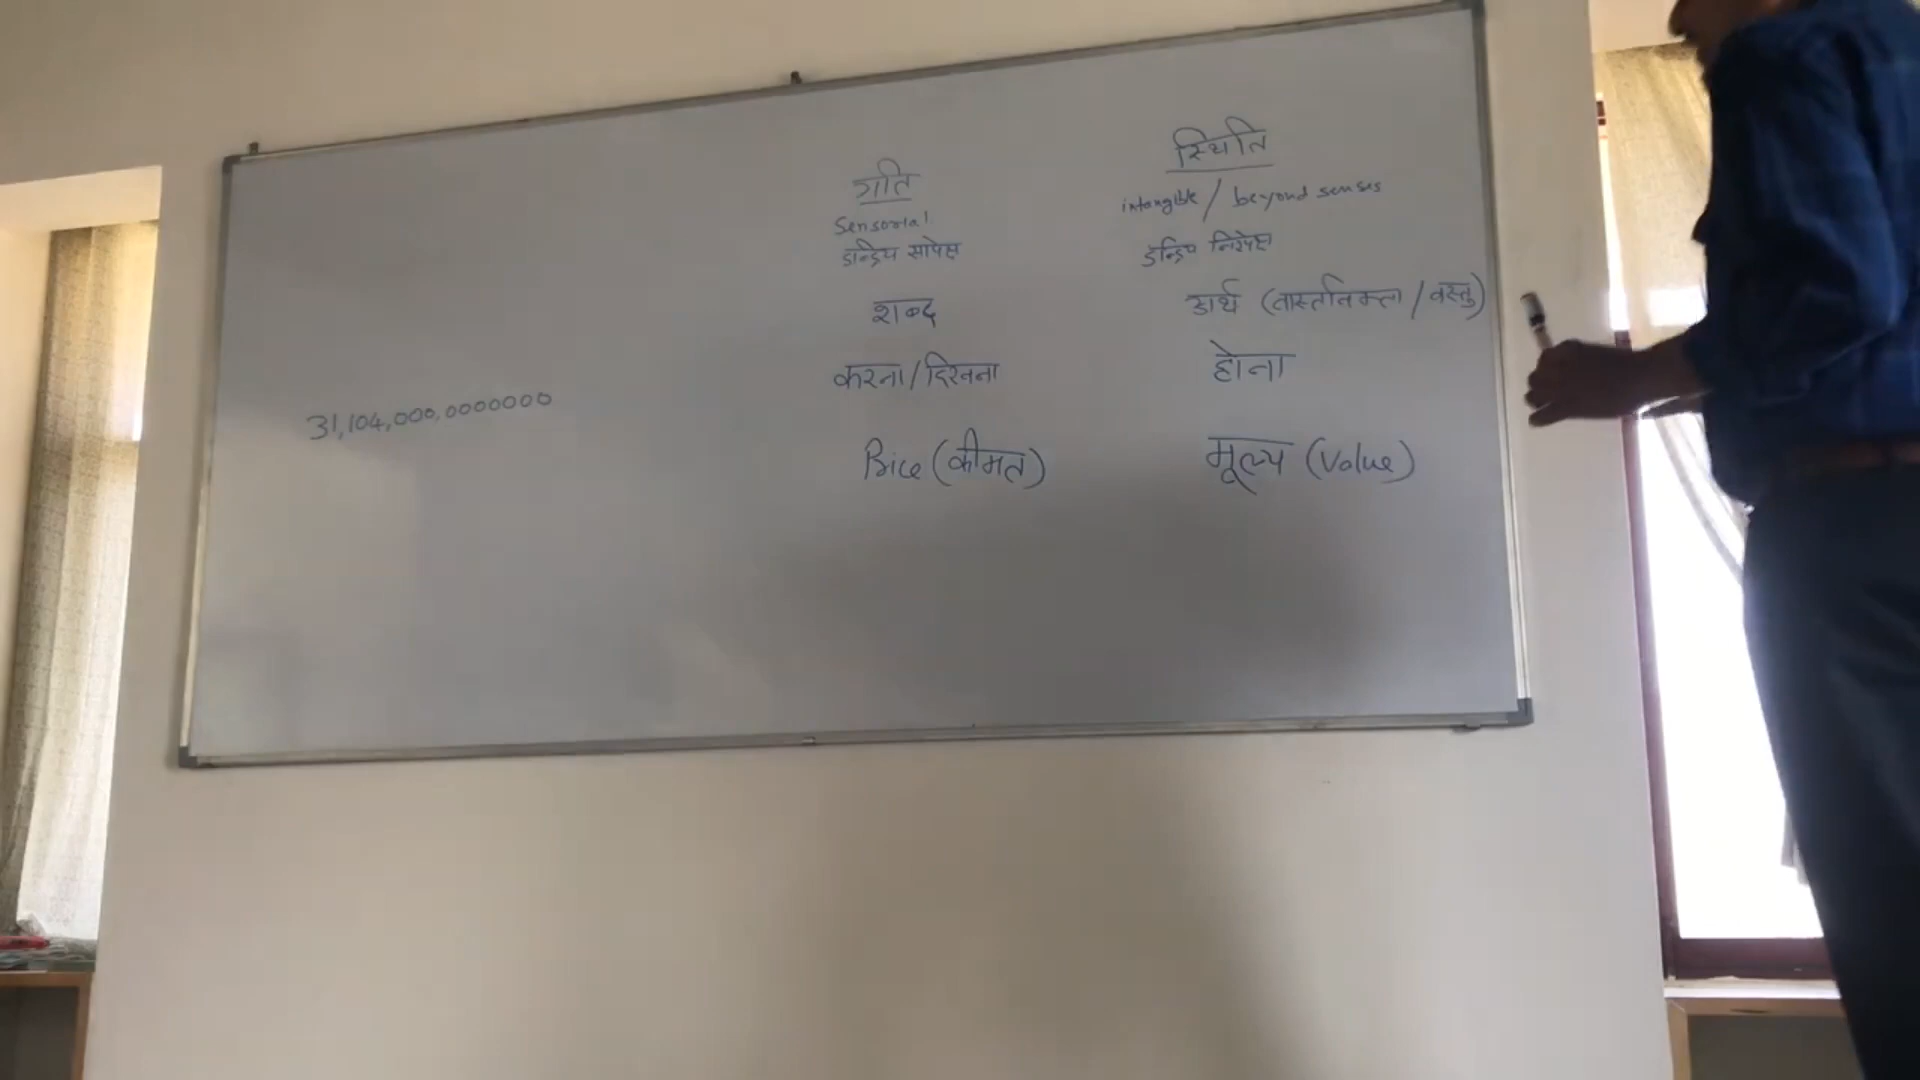 गति
Sensorial
इन्द्रिय सापेक्ष
शब्द
करना/दिखना
Price (कीमत)
स्थिति
intangible / beyond senses
इन्द्रिय निरपेक्ष
अर्थ (वास्तविकता / वस्तु)
होना
मूल्य (Value)
31,104,000,0000000